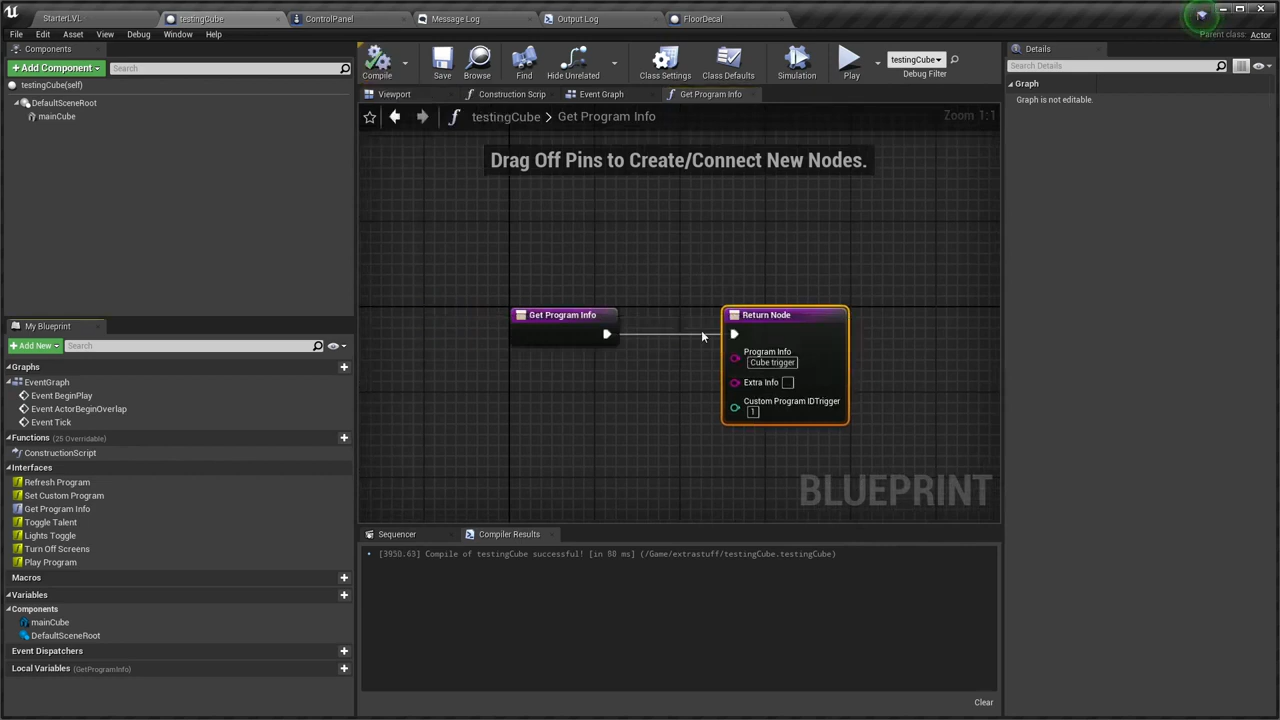 StarterLVL
testingCube
ControlPanel
Message Log
Output Log
FloorDecal
File
Edit
Asset
View
Debug
Window
Help
Parent class: Actor
Components
+ Add Component
Search
testingCube(self)
DefaultSceneRoot
mainCube
Compile
Save
Browse
Find
Hide Unrelated
Class Settings
Class Defaults
Simulation
Play
testingCube
Debug Filter
Viewport
Construction Scrip
Event Graph
Get Program Info
testingCube > Get Program Info
Zoom 1:1
Drag Off Pins to Create/Connect New Nodes.
Get Program Info
Return Node
Program Info
Cube trigger
Extra Info
Custom Program IDTrigger
1
BLUEPRINT
Details
Search Details
Graph
Graph is not editable.
My Blueprint
+ Add New
Search
Graphs
EventGraph
Event BeginPlay
Event ActorBeginOverlap
Event Tick
Functions (25 Overridable)
ConstructionScript
Interfaces
Refresh Program
Set Custom Program
Get Program Info
Toggle Talent
Lights Toggle
Turn Off Screens
Play Program
Macros
Variables
Components
mainCube
DefaultSceneRoot
Event Dispatchers
Local Variables (GetProgramInfo)
Sequencer
Compiler Results
[3950.63] Compile of testingCube successful! [in 88 ms] (/Game/extrastuff/testingCube.testingCube)
Clear